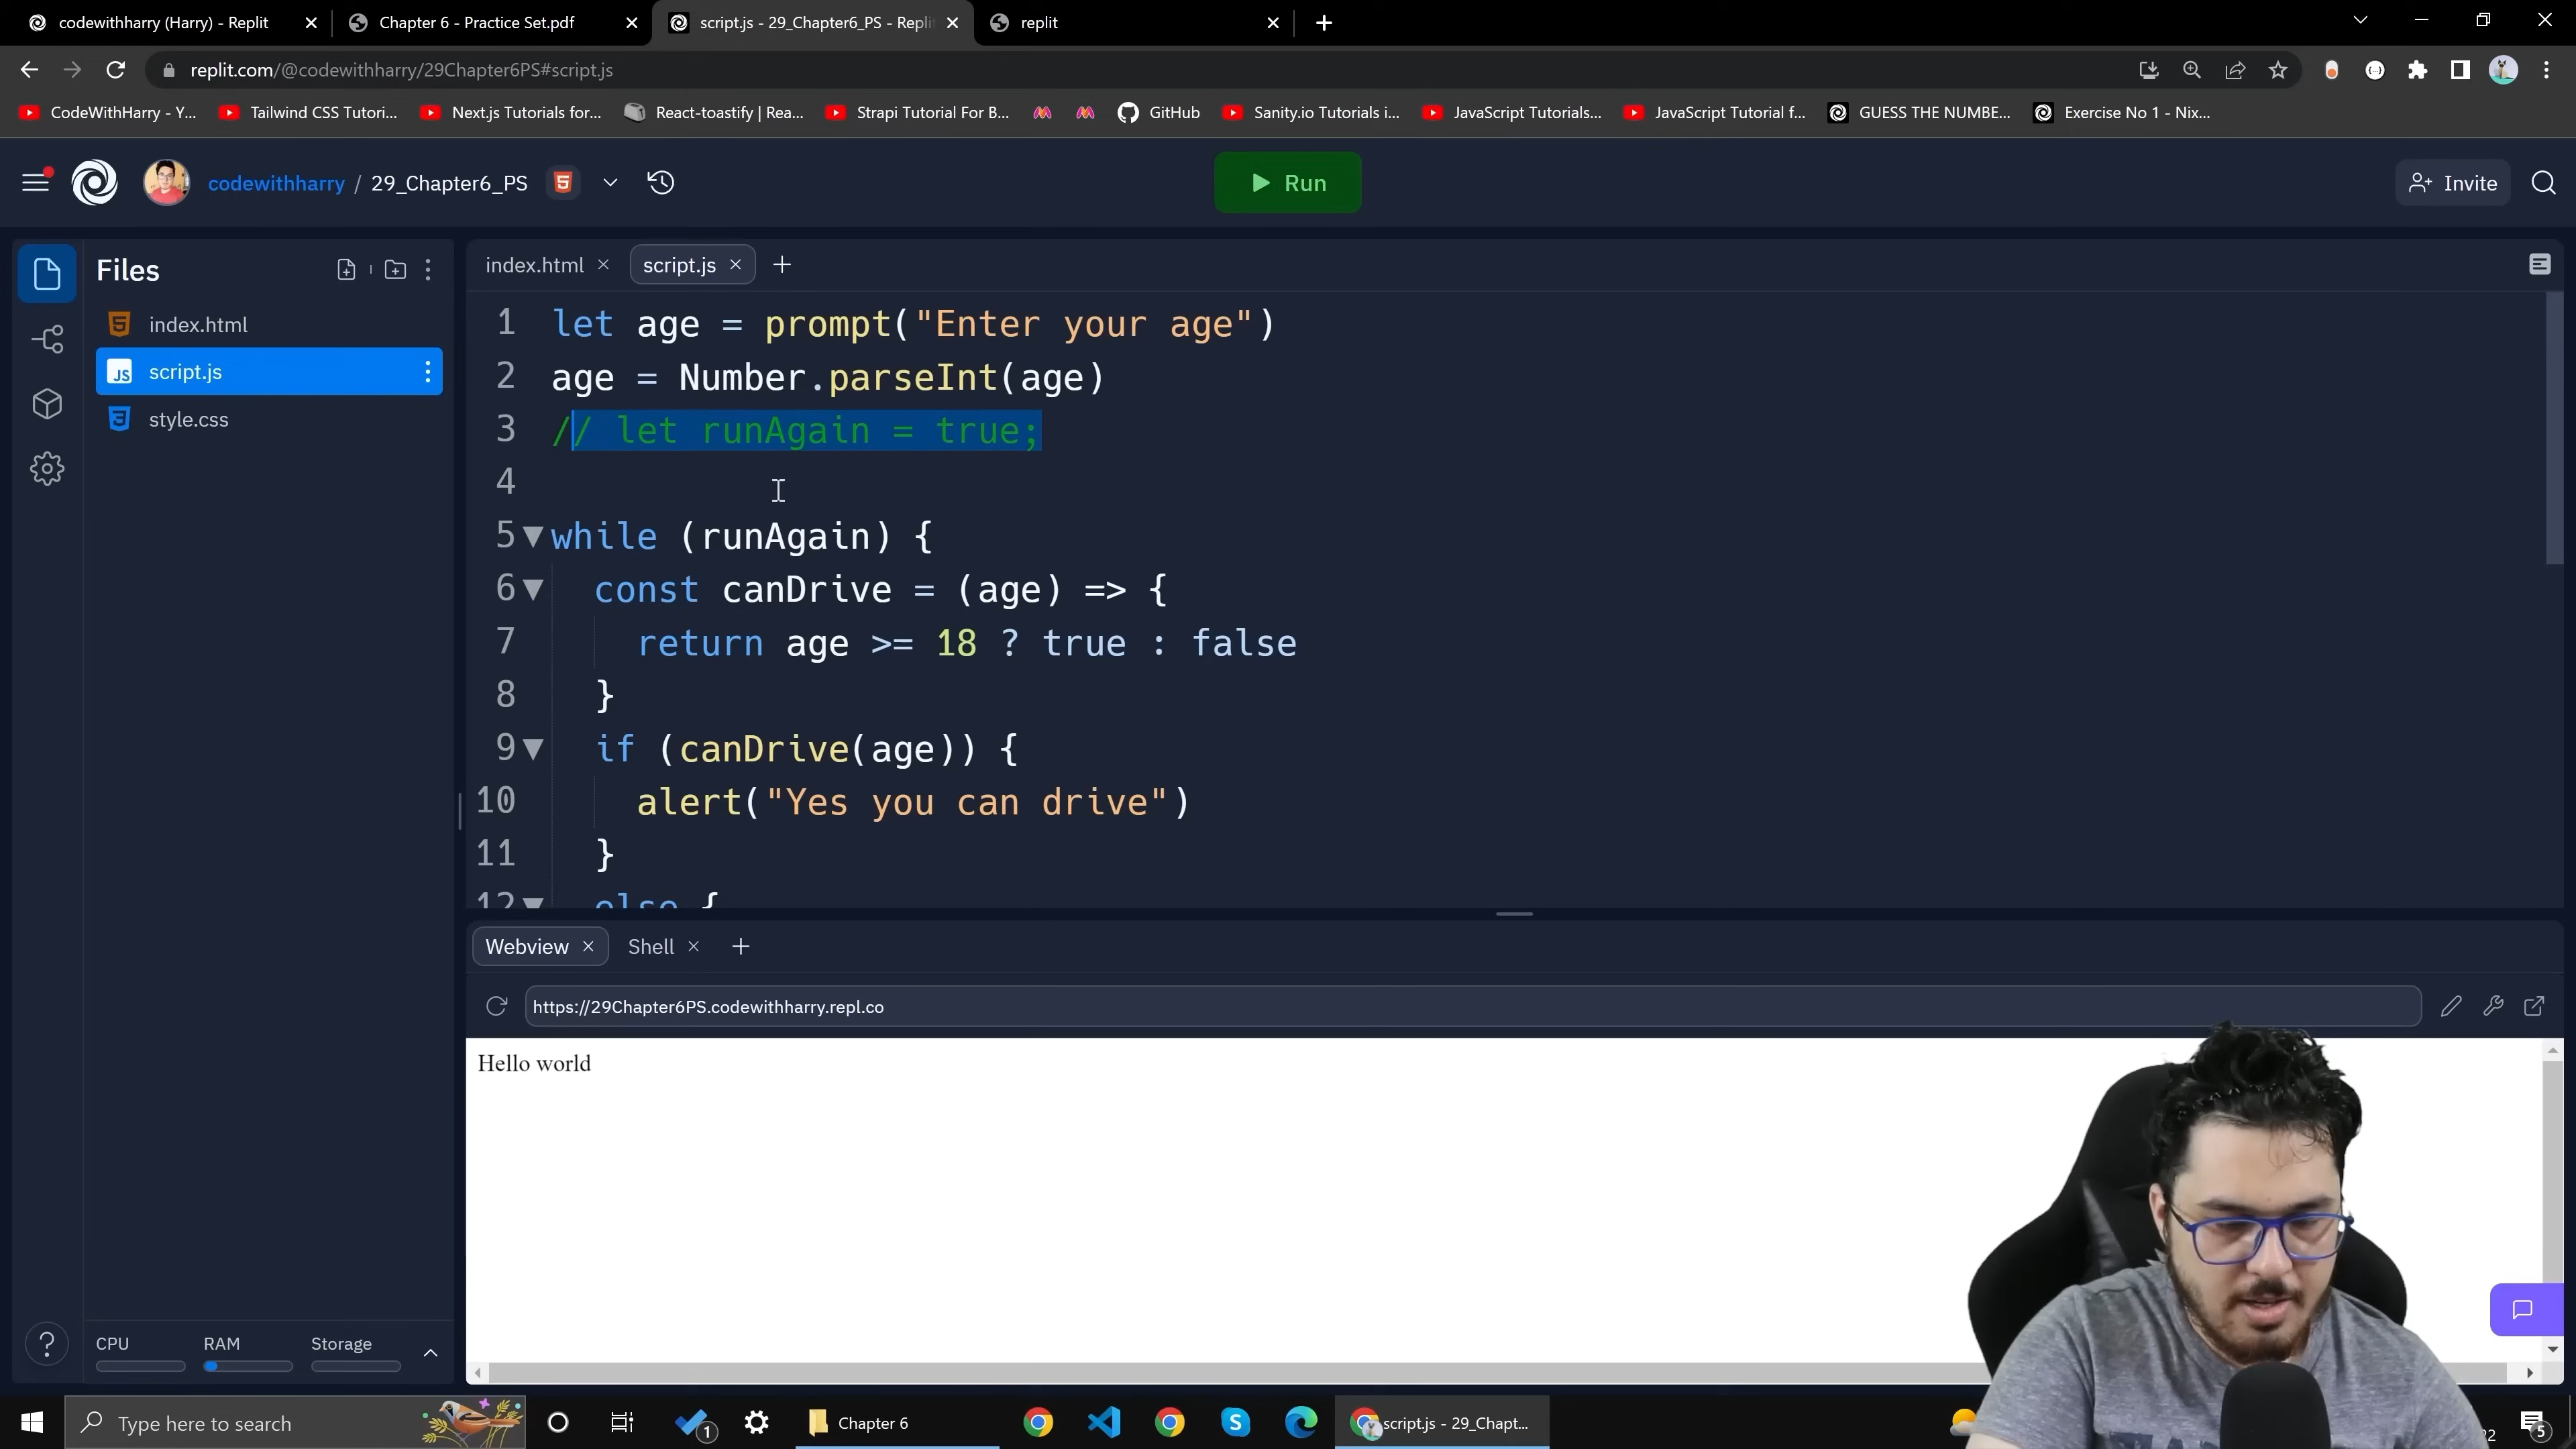 codewithharry (Harry) - Replit
Chapter 6 - Practice Set.pdf
script.js - 29_Chapter6_PS - Repli
replit
replit.com/@codewithharry/29Chapter6PS#script.js
CodeWithHarry - Y...
Tailwind CSS Tutori...
Next.js Tutorials for...
React-toastify | Rea...
Strapi Tutorial For B...
GitHub
Sanity.io Tutorials i...
JavaScript Tutorials...
JavaScript Tutorial f...
GUESS THE NUMBE...
Exercise No 1 - Nix...
codewithharry / 29_Chapter6_PS
Run
Invite
Files
index.html
script.js
style.css
index.html
script.js
1 let age = prompt("Enter your age")
2 age = Number.parseInt(age)
3 // let runAgain = true;
4
5 while (runAgain) {
6 const canDrive = (age) => {
7 return age >= 18 ? true : false
8 }
9 if (canDrive(age)) {
10 alert("Yes you can drive")
11 }
12 else {
Webview
Shell
https://29Chapter6PS.codewithharry.repl.co
Hello world
CPU
RAM
Storage
Type here to search
1
Chapter 6
script.js - 29_Chapt...
22
5